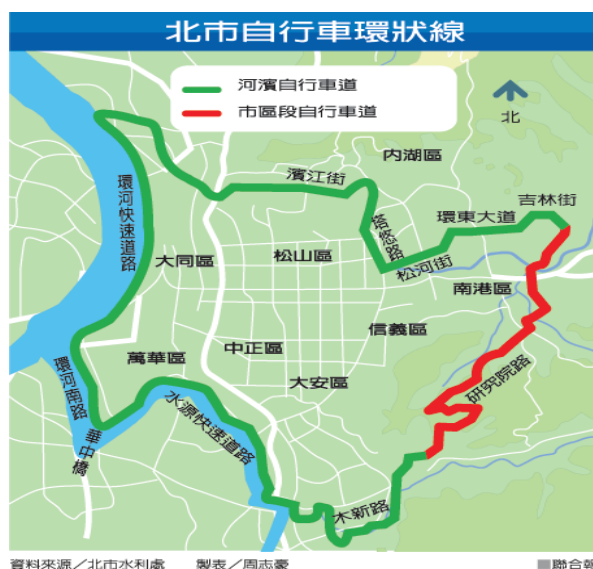 北市自行車環狀線
河濱自行車道
市區段自行車道
北
內湖區
吉林街
濱江街
環東大道
塔悠路
環河快速道路
大同區
松山區
松河街
南港區
信義區
中正區
萬華區
大安區
研究院路
環河南路
水源快速道路
華中橋
木新路
資料來源／北市水利處 製表／周志豪
■聯合報